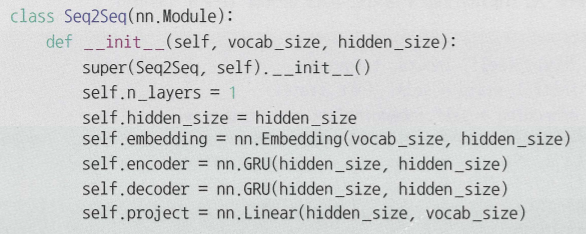 class Seq2Seq(nn.Module):
    def __init__(self, vocab_size, hidden_size):
        super(Seq2Seq, self).__init__()
        self.n_layers = 1
        self.hidden_size = hidden_size
        self.embedding = nn.Embedding(vocab_size, hidden_size)
        self.encoder = nn.GRU(hidden_size, hidden_size)
        self.decoder = nn.GRU(hidden_size, hidden_size)
        self.project = nn.Linear(hidden_size, vocab_size)